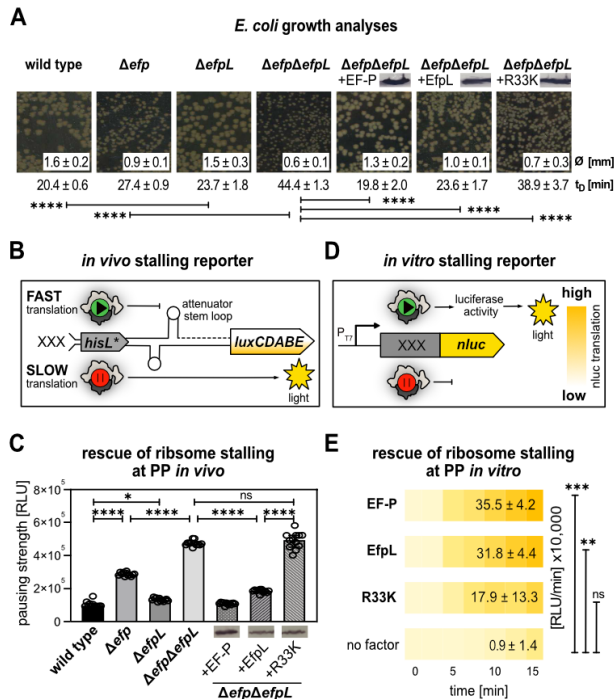 A
E. coli growth analyses
wild type Δefp ΔefpL ΔefpΔefpL ΔefpΔefpL ΔefpΔefpL ΔefpΔefpL
+EF-P +EfpL +R33K
1.6 ± 0.2 0.9 ± 0.1 1.5 ± 0.3 0.6 ± 0.1 1.3 ± 0.2 1.0 ± 0.1 0.7 ± 0.3 Ø [mm]
20.4 ± 0.6 27.4 ± 0.9 23.7 ± 1.8 44.4 ± 1.3 19.8 ± 2.0 23.6 ± 1.7 38.9 ± 3.7 tD [min]
**** ****
**** ****
****
B
in vivo stalling reporter
FAST
translation
attenuator
stem loop
XXX hisL* luxCDABE
SLOW
translation
light
D
in vitro stalling reporter
luciferase
activity
light
PT7
XXX nluc
high
nluc translation
low
C
rescue of ribsome stalling
at PP in vivo
pausing strength [RLU]
8×10⁵
6×10⁵
4×10⁵
2×10⁵
0
* ns
**** **** **** ****
wild type
Δefp
ΔefpL
ΔefpΔefpL
+EF-P
+EfpL
+R33K
ΔefpΔefpL
E
rescue of ribosome stalling
at PP in vitro
EF-P 35.5 ± 4.2
EfpL 31.8 ± 4.4
R33K 17.9 ± 13.3
no factor 0.9 ± 1.4
0 5 10 15
time [min]
[RLU/min] x10,000
***
**
ns